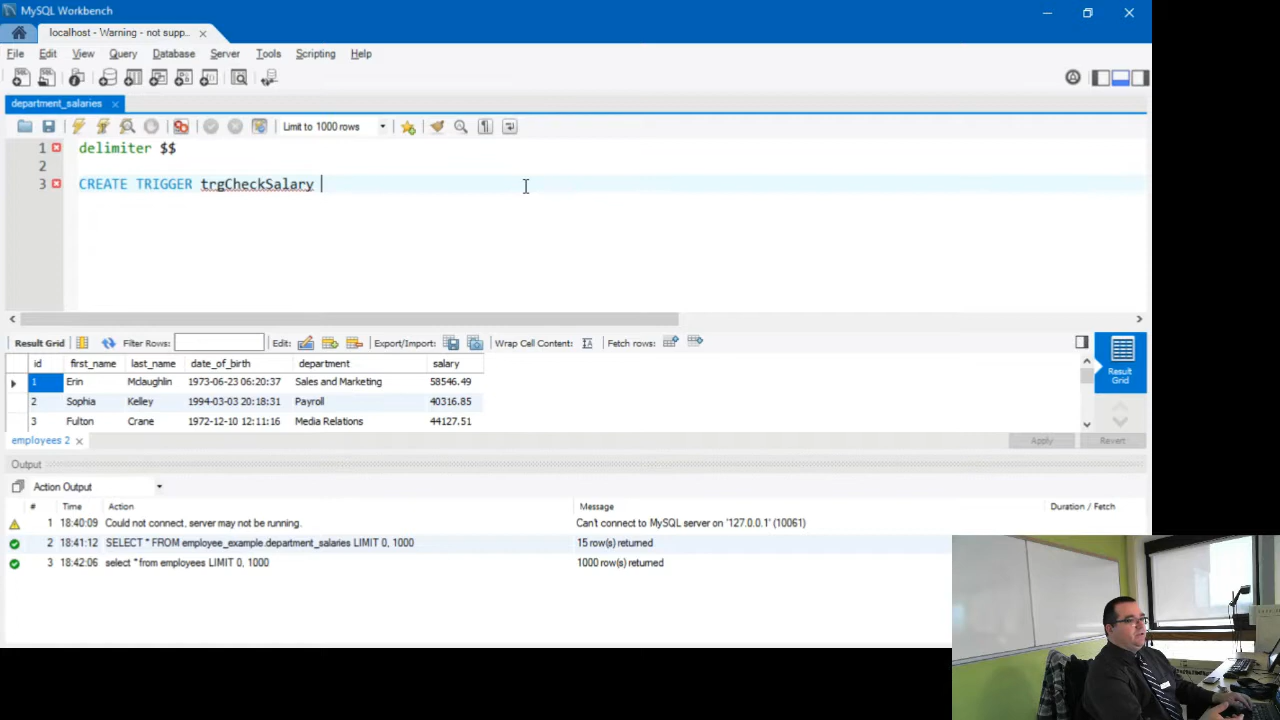 MySQL Workbench
localhost - Warning - not supp..
File Edit View Query Database Server Tools Scripting Help
department_salaries
Limit to 1000 rows
1 delimiter $$
2
3 CREATE TRIGGER trgCheckSalary
Result Grid Filter Rows: Edit: Export/Import: Wrap Cell Content: Fetch rows:
id first_name last_name date_of_birth department salary
1 Erin Mclaughlin 1973-06-23 06:20:37 Sales and Marketing 58546.49
2 Sophia Kelley 1994-03-03 20:18:31 Payroll 40316.85
3 Fulton Crane 1972-12-10 12:11:16 Media Relations 44127.51
Result
Grid
employees 2 Apply Revert
Output
Action Output
# Time Action Message Duration / Fetch
1 18:40:09 Could not connect, server may not be running. Can't connect to MySQL server on '127.0.0.1' (10061)
2 18:41:12 SELECT * FROM employee_example.department_salaries LIMIT 0, 1000 15 row(s) returned
3 18:42:06 select * from employees LIMIT 0, 1000 1000 row(s) returned